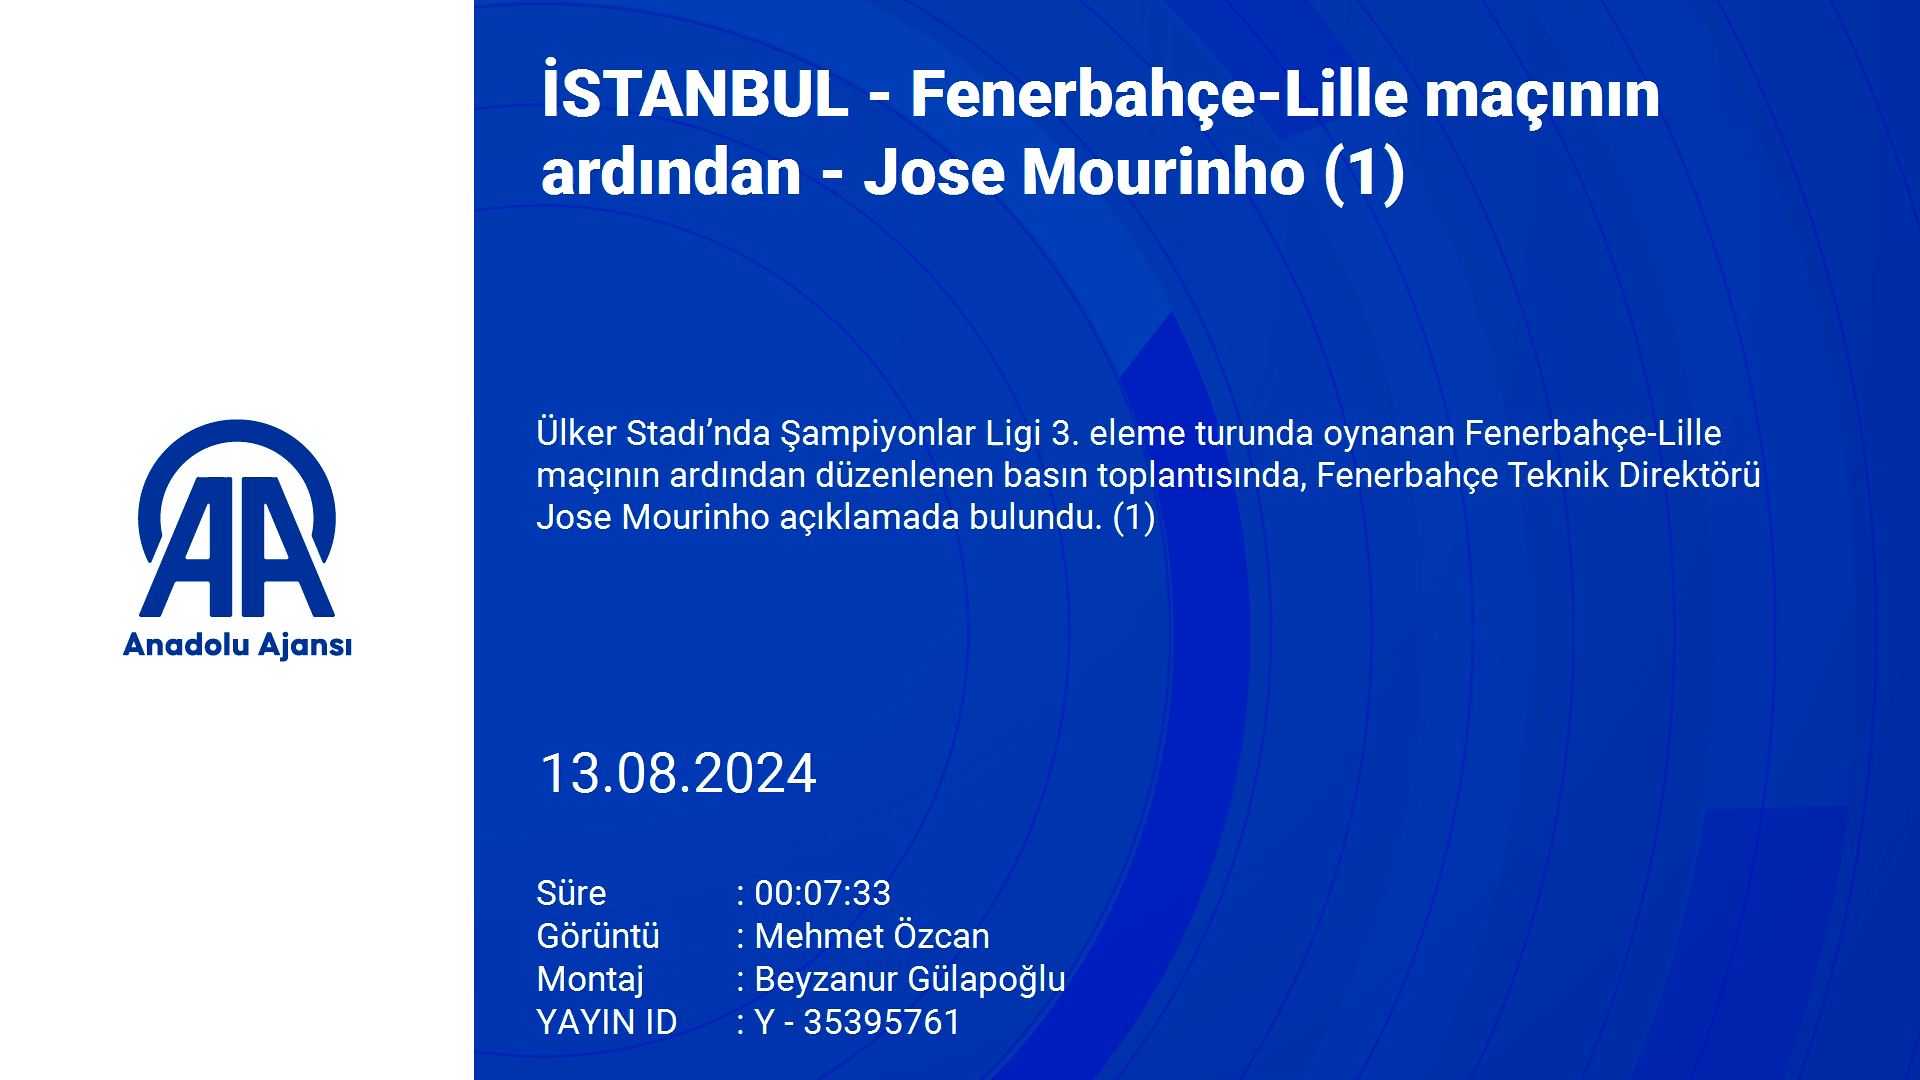 İSTANBUL - Fenerbahçe-Lille maçının
ardından - Jose Mourinho (1)
Ülker Stadı’nda Şampiyonlar Ligi 3. eleme turunda oynanan Fenerbahçe-Lille
maçının ardından düzenlenen basın toplantısında, Fenerbahçe Teknik Direktörü
Jose Mourinho açıklamada bulundu. (1)
AA
Anadolu Ajansı
13.08.2024
Süre : 00:07:33
Görüntü : Mehmet Özcan
Montaj : Beyzanur Gülapoğlu
YAYIN ID : Y - 35395761